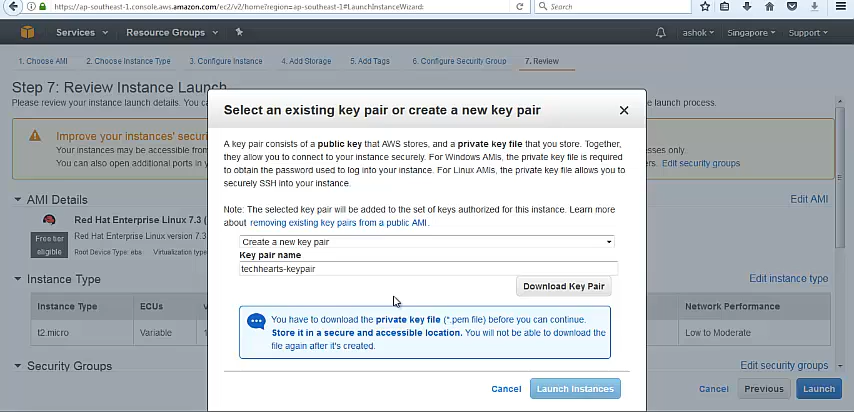 https://ap-southeast-1.console.aws.amazon.com/ec2/v2/home?region=ap-southeast-1#LaunchInstanceWizard:
Search
Services
Resource Groups
ashok
Singapore
Support
1. Choose AMI
2. Choose Instance Type
3. Configure Instance
4. Add Storage
5. Add Tags
6. Configure Security Group
7. Review
Step 7: Review Instance Launch
Please review your instance launch details. You ca
launch process.
Improve your instances' securi
Your instances may be accessible from
esses only.
You can also open additional ports in y
ers. Edit security groups
AMI Details
Edit AMI
Red Hat Enterprise Linux 7.3 (
Free tier
eligible
Red Hat Enterprise Linux version 7.3
Root Device Type: ebs
Virtualization type
Instance Type
Edit instance type
Instance Type
ECUs
V
Network Performance
t2.micro
Variable
1
Low to Moderate
Security Groups
Edit security groups
Cancel
Previous
Launch
Select an existing key pair or create a new key pair
A key pair consists of a public key that AWS stores, and a private key file that you store. Together,
they allow you to connect to your instance securely. For Windows AMIs, the private key file is required
to obtain the password used to log into your instance. For Linux AMIs, the private key file allows you to
securely SSH into your instance.
Note: The selected key pair will be added to the set of keys authorized for this instance. Learn more
about removing existing key pairs from a public AMI.
Create a new key pair
Key pair name
techhearts-keypair
Download Key Pair
You have to download the private key file (*.pem file) before you can continue.
Store it in a secure and accessible location. You will not be able to download the
file again after it's created.
Cancel
Launch Instances